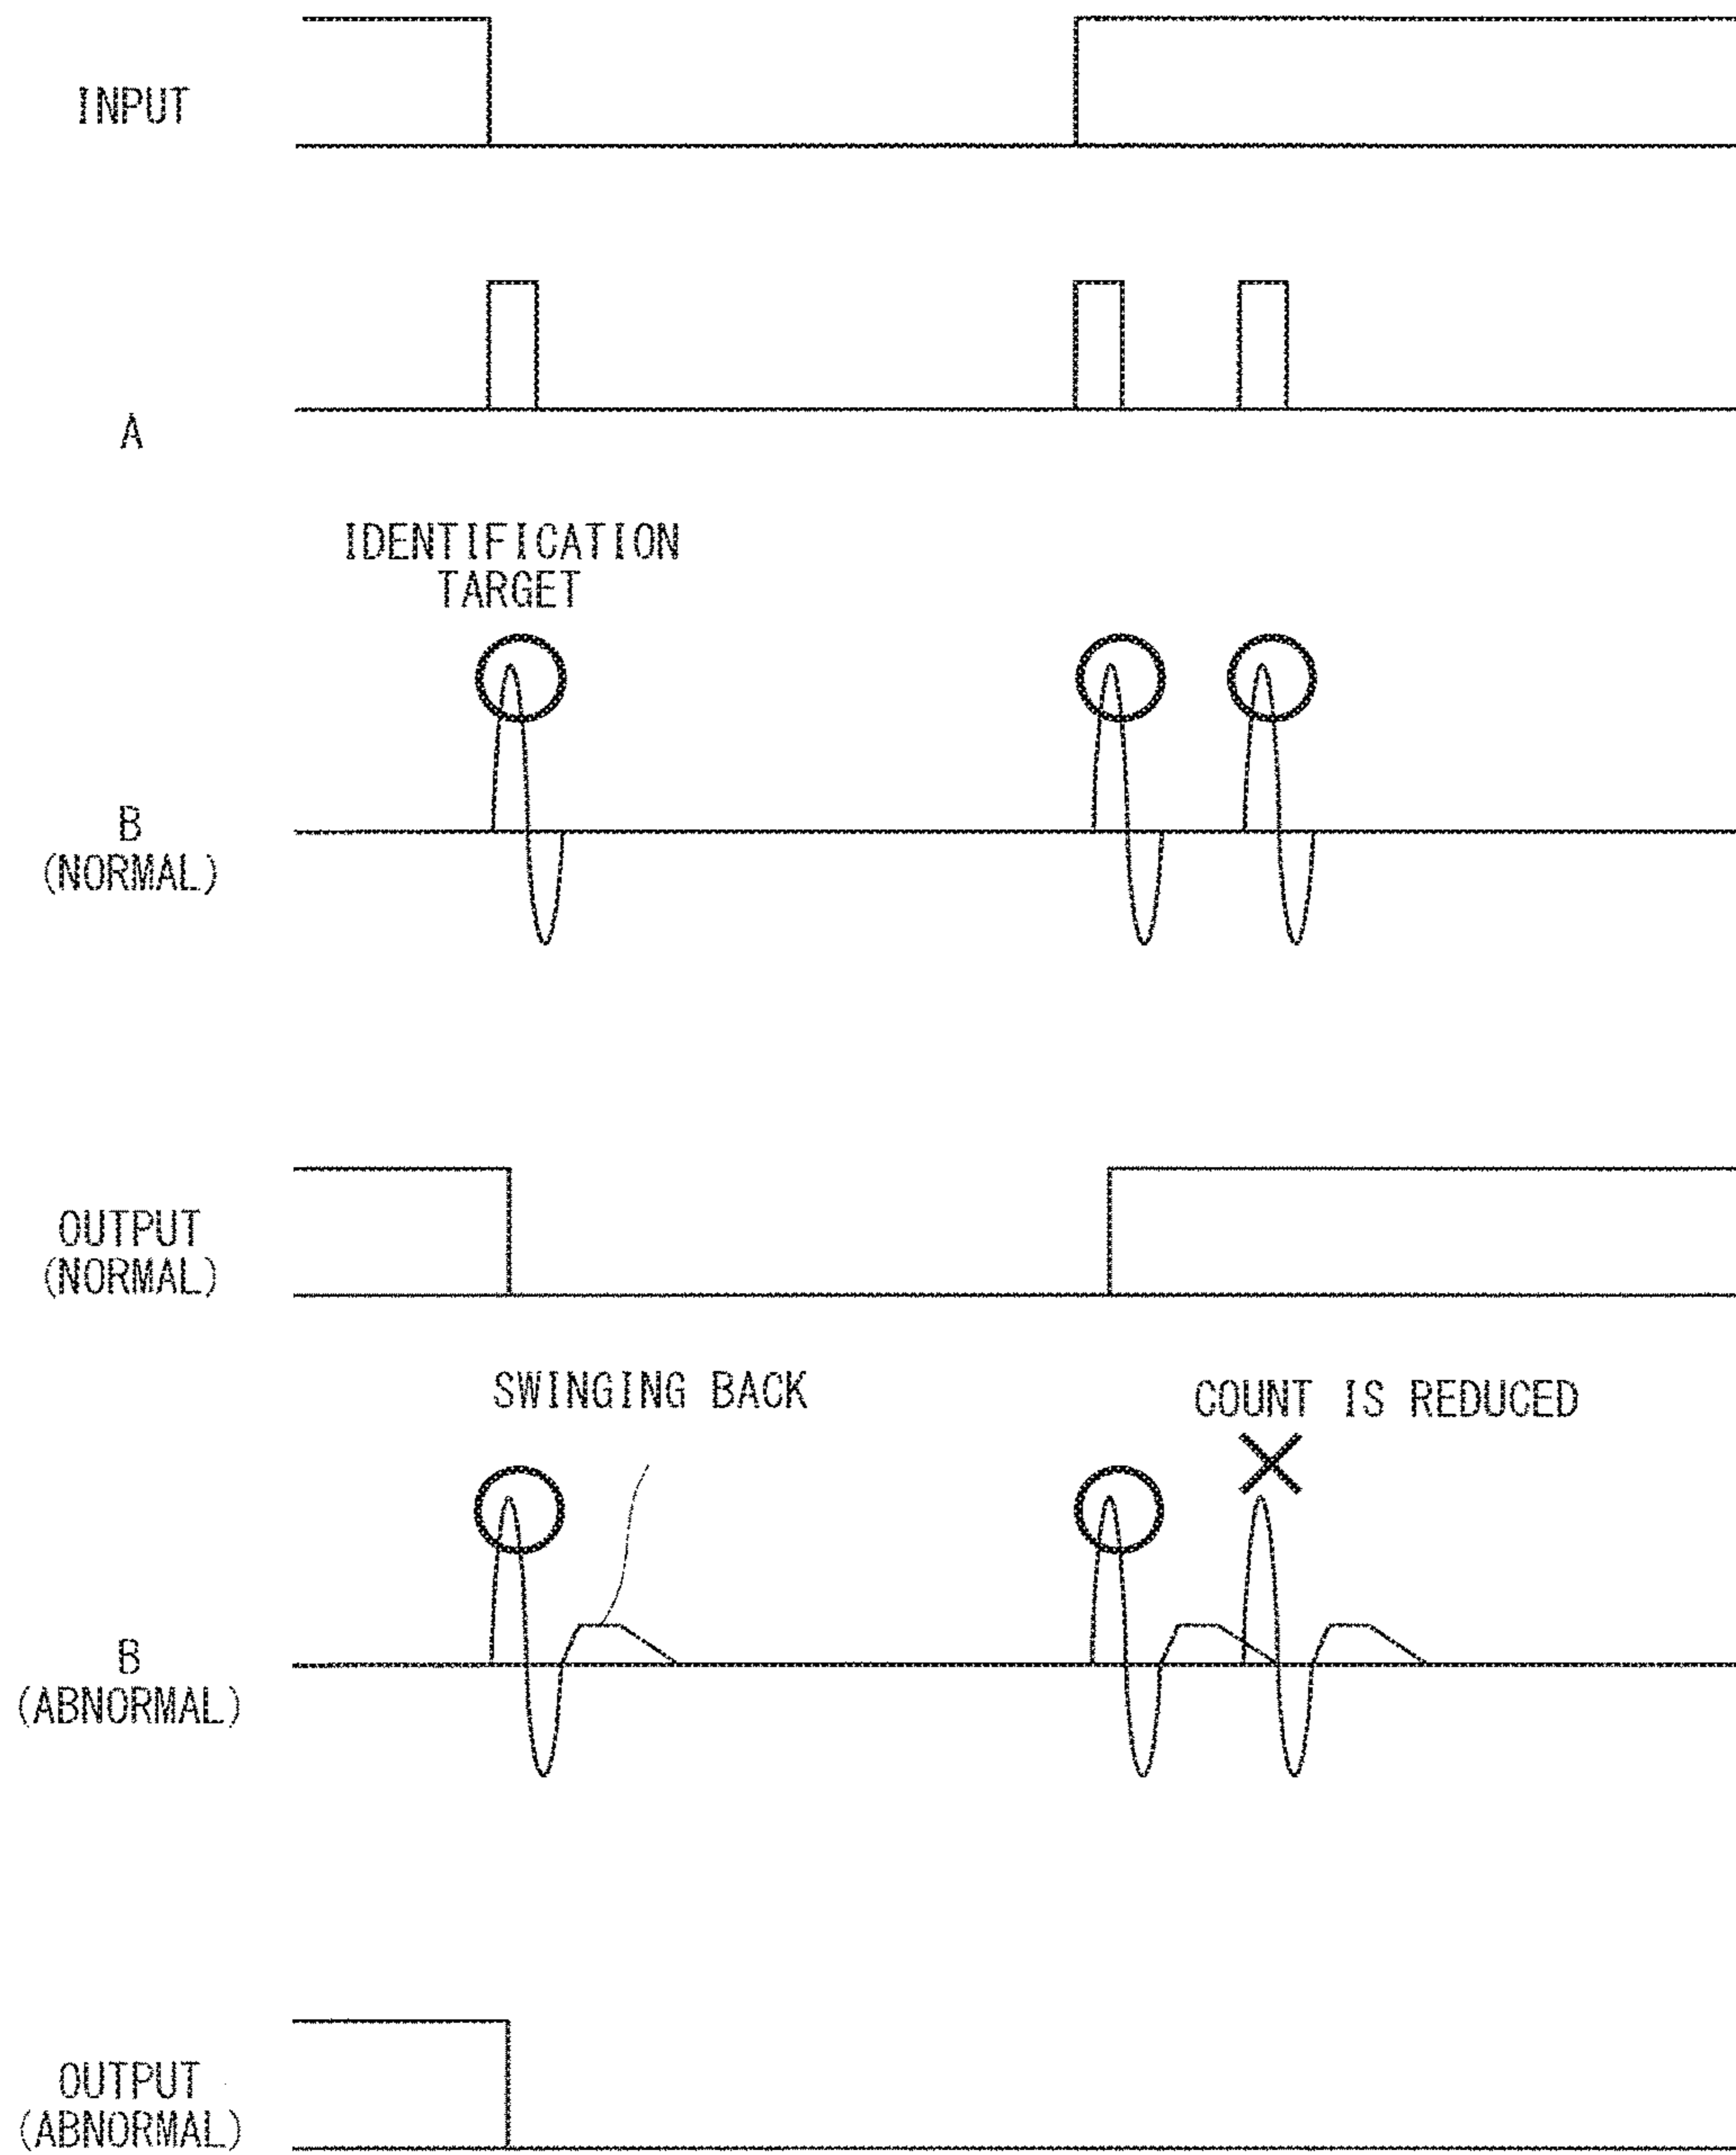 INPUT
A
IDENTIFICATION
TARGET
B
(NORMAL)
OUTPUT
(NORMAL)
SWINGING BACK
COUNT IS REDUCED
B
(ABNORMAL)
OUTPUT
(ABNORMAL)